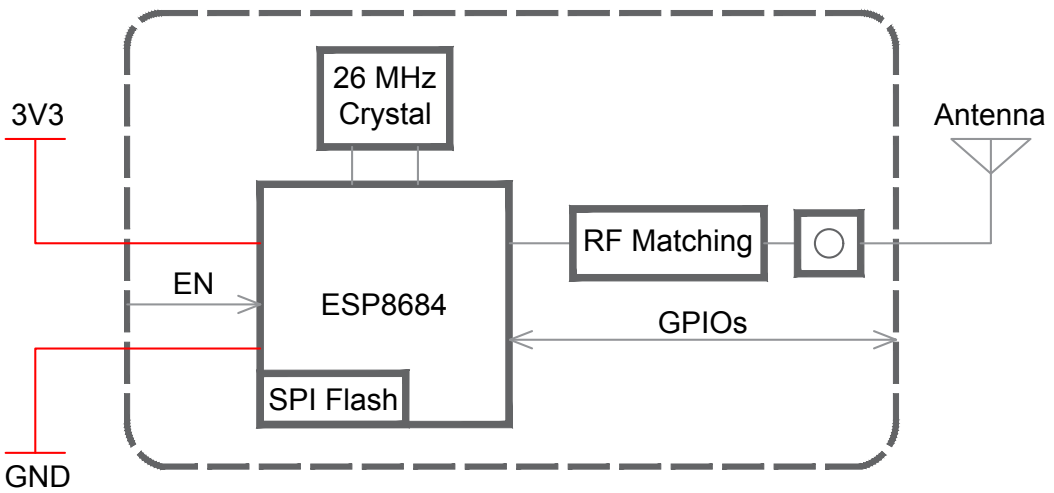 26 MHz
Crystal
3V3
Antenna
RF Matching
EN
ESP8684
GPIOs
SPI Flash
GND